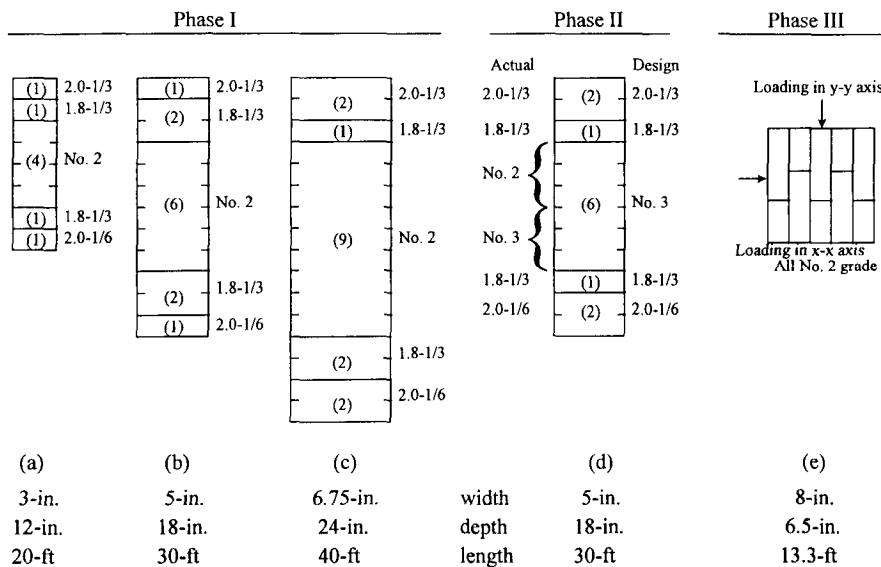 Phase I
Phase II
Phase III
(1) 2.0-1/3
(1) 1.8-1/3
(4) No. 2
(1) 1.8-1/3
(1) 2.0-1/6
(1) 2.0-1/3
(2) 1.8-1/3
(6) No. 2
(2) 1.8-1/3
(1) 2.0-1/6
(2) 2.0-1/3
(1) 1.8-1/3
(9) No. 2
(2) 1.8-1/3
(2) 2.0-1/6
Actual Design
2.0-1/3 (2) 2.0-1/3
1.8-1/3 (1) 1.8-1/3
No. 2
(6) No. 3
No. 3
1.8-1/3 (1) 1.8-1/3
2.0-1/6 (2) 2.0-1/6
Loading in y-y axis
Loading in x-x axis
All No. 2 grade
(a) (b) (c) (d) (e)
3-in. 5-in. 6.75-in. width 5-in. 8-in.
12-in. 18-in. 24-in. depth 18-in. 6.5-in.
20-ft 30-ft 40-ft length 30-ft 13.3-ft